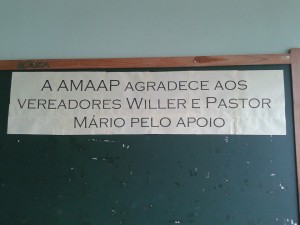 A AMAAP AGRADECE AOS
VEREADORES WILLER E PASTOR
MÁRIO PELO APOIO